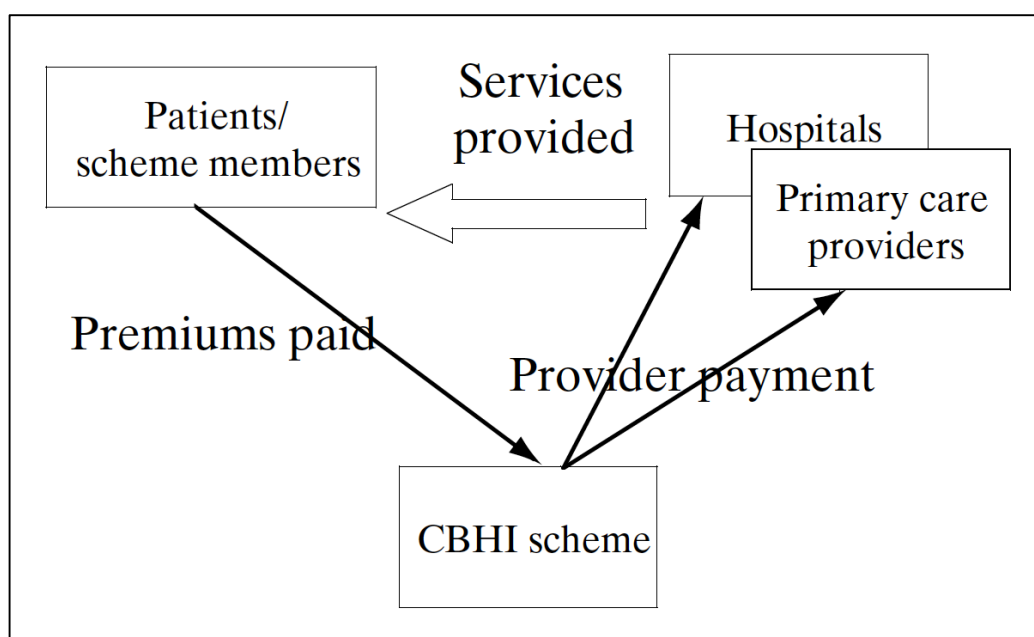 Patients/
scheme members
Services
provided
Hospitals
Primary care
providers
Premiums paid
Provider payment
CBHI scheme